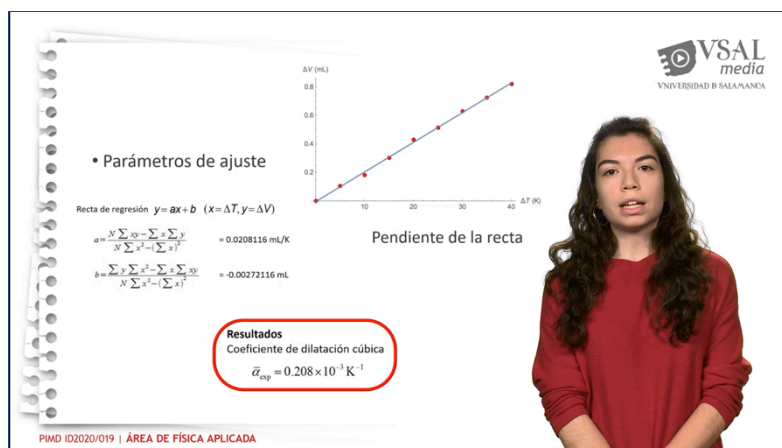 VSAL
media
VNIVERSIDAD D SALAMANCA
ΔV (mL)
0.8
0.6
0.4
0.2
10
20
30
40
ΔT (K)
• Parámetros de ajuste
Recta de regresión y = ax + b (x = ΔT, y = ΔV)
a = (N ∑ xy − ∑ x ∑ y) / (N ∑ x² − (∑ x)²) = 0.0208116 mL/K
b = (∑ y ∑ x² − ∑ x ∑ xy) / (N ∑ x² − (∑ x)²) = -0.00272116 mL
Pendiente de la recta
Resultados
Coeficiente de dilatación cúbica
ᾱexp = 0.208 × 10⁻³ K⁻¹
PIMD ID2020/019 | ÁREA DE FÍSICA APLICADA